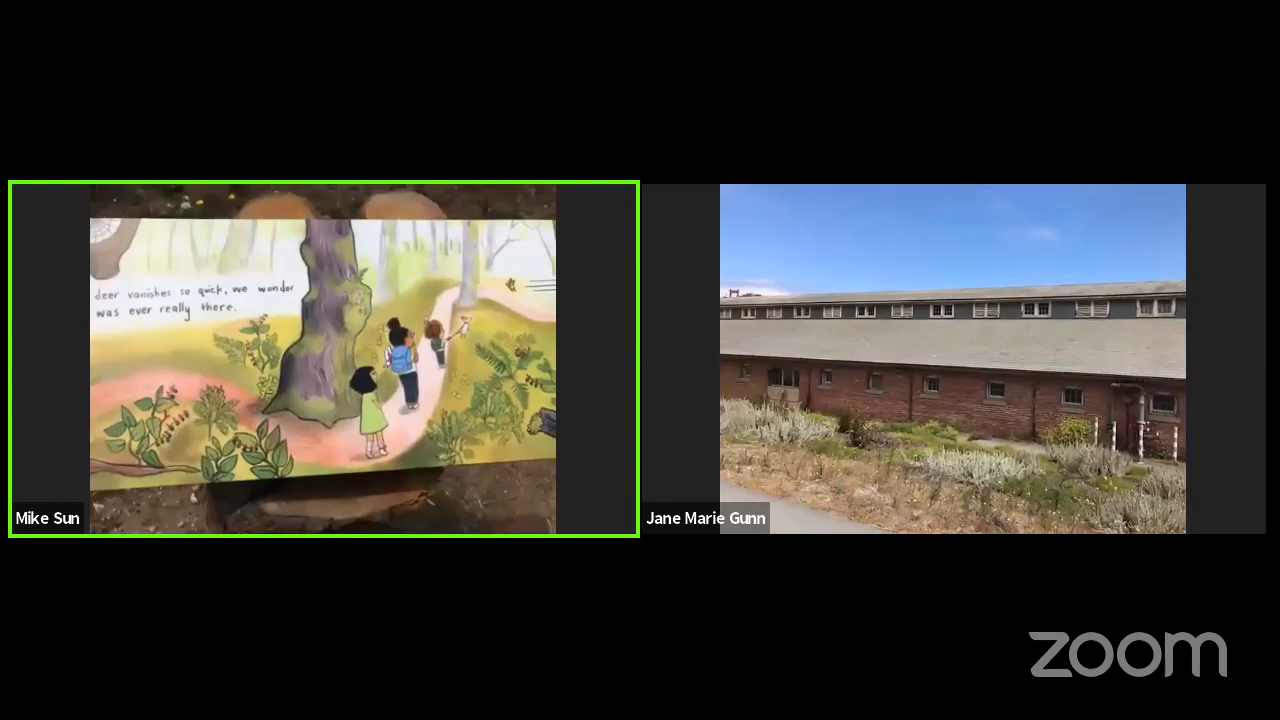 deer vanishes so quick, we wonder
was ever really there.
Mike Sun
Jane Marie Gunn
zoom